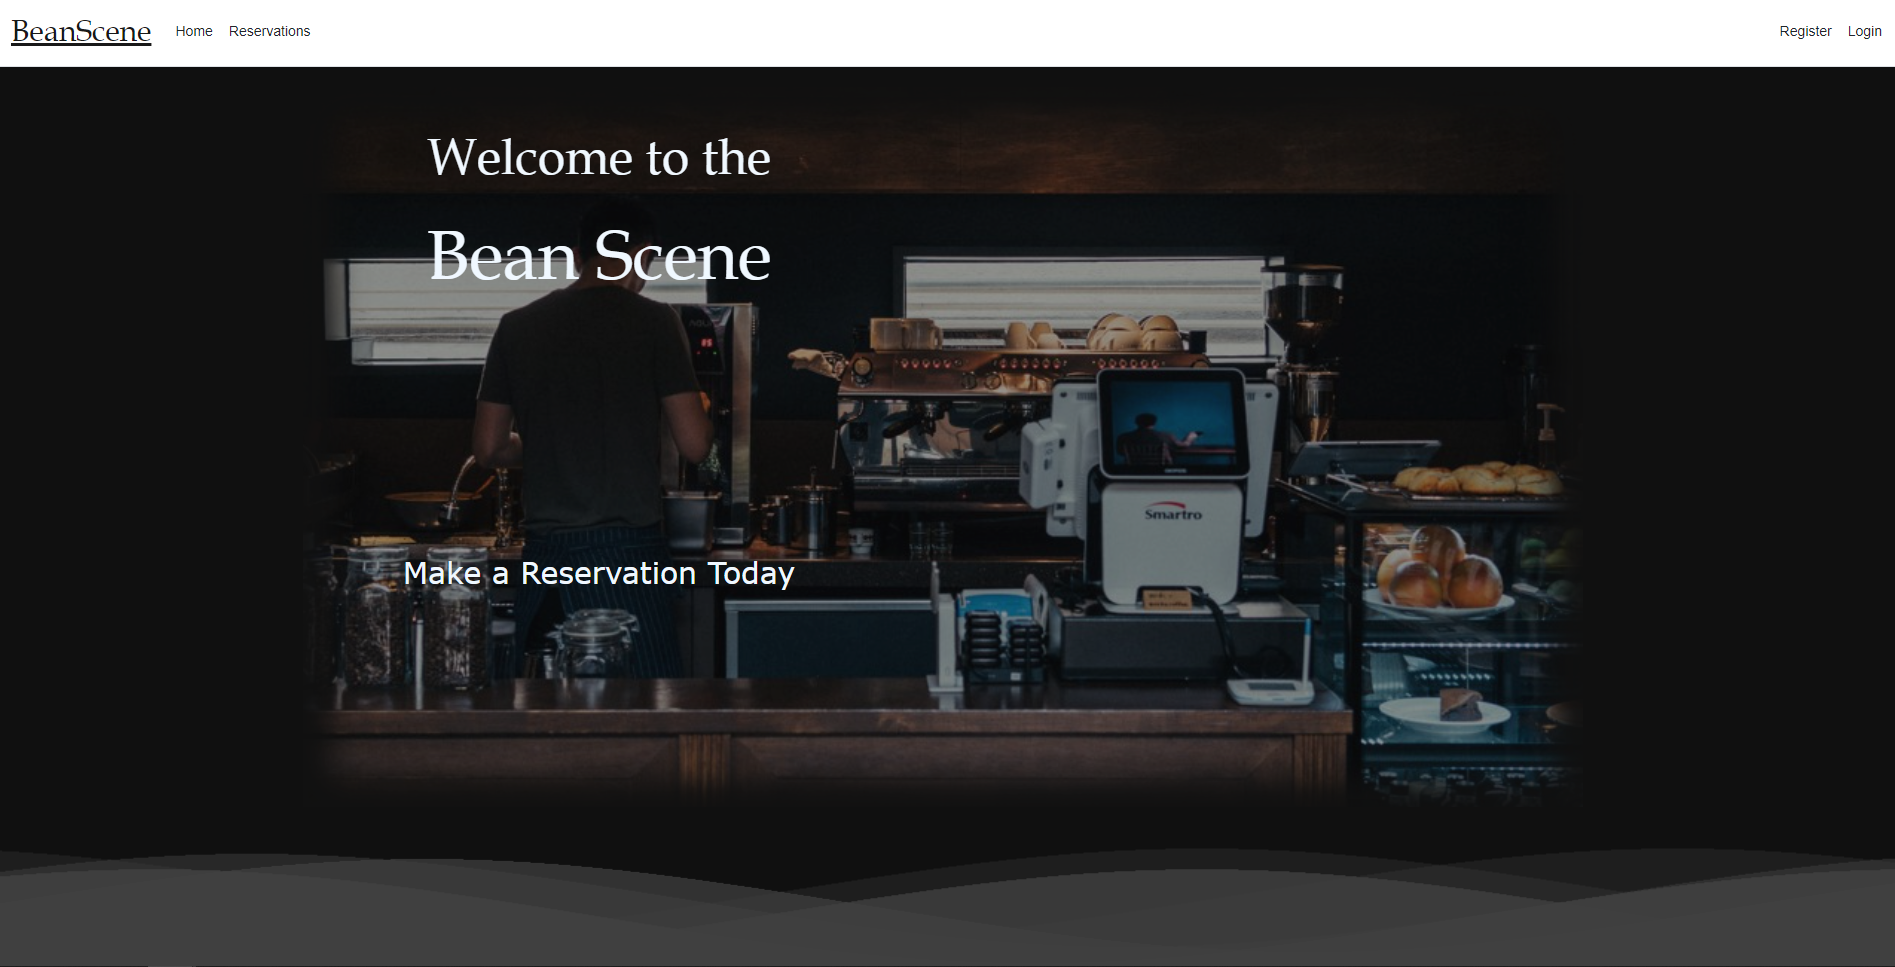 BeanScene Home Reservations Register Login
Welcome to the
Bean Scene
Smartro
Make a Reservation Today